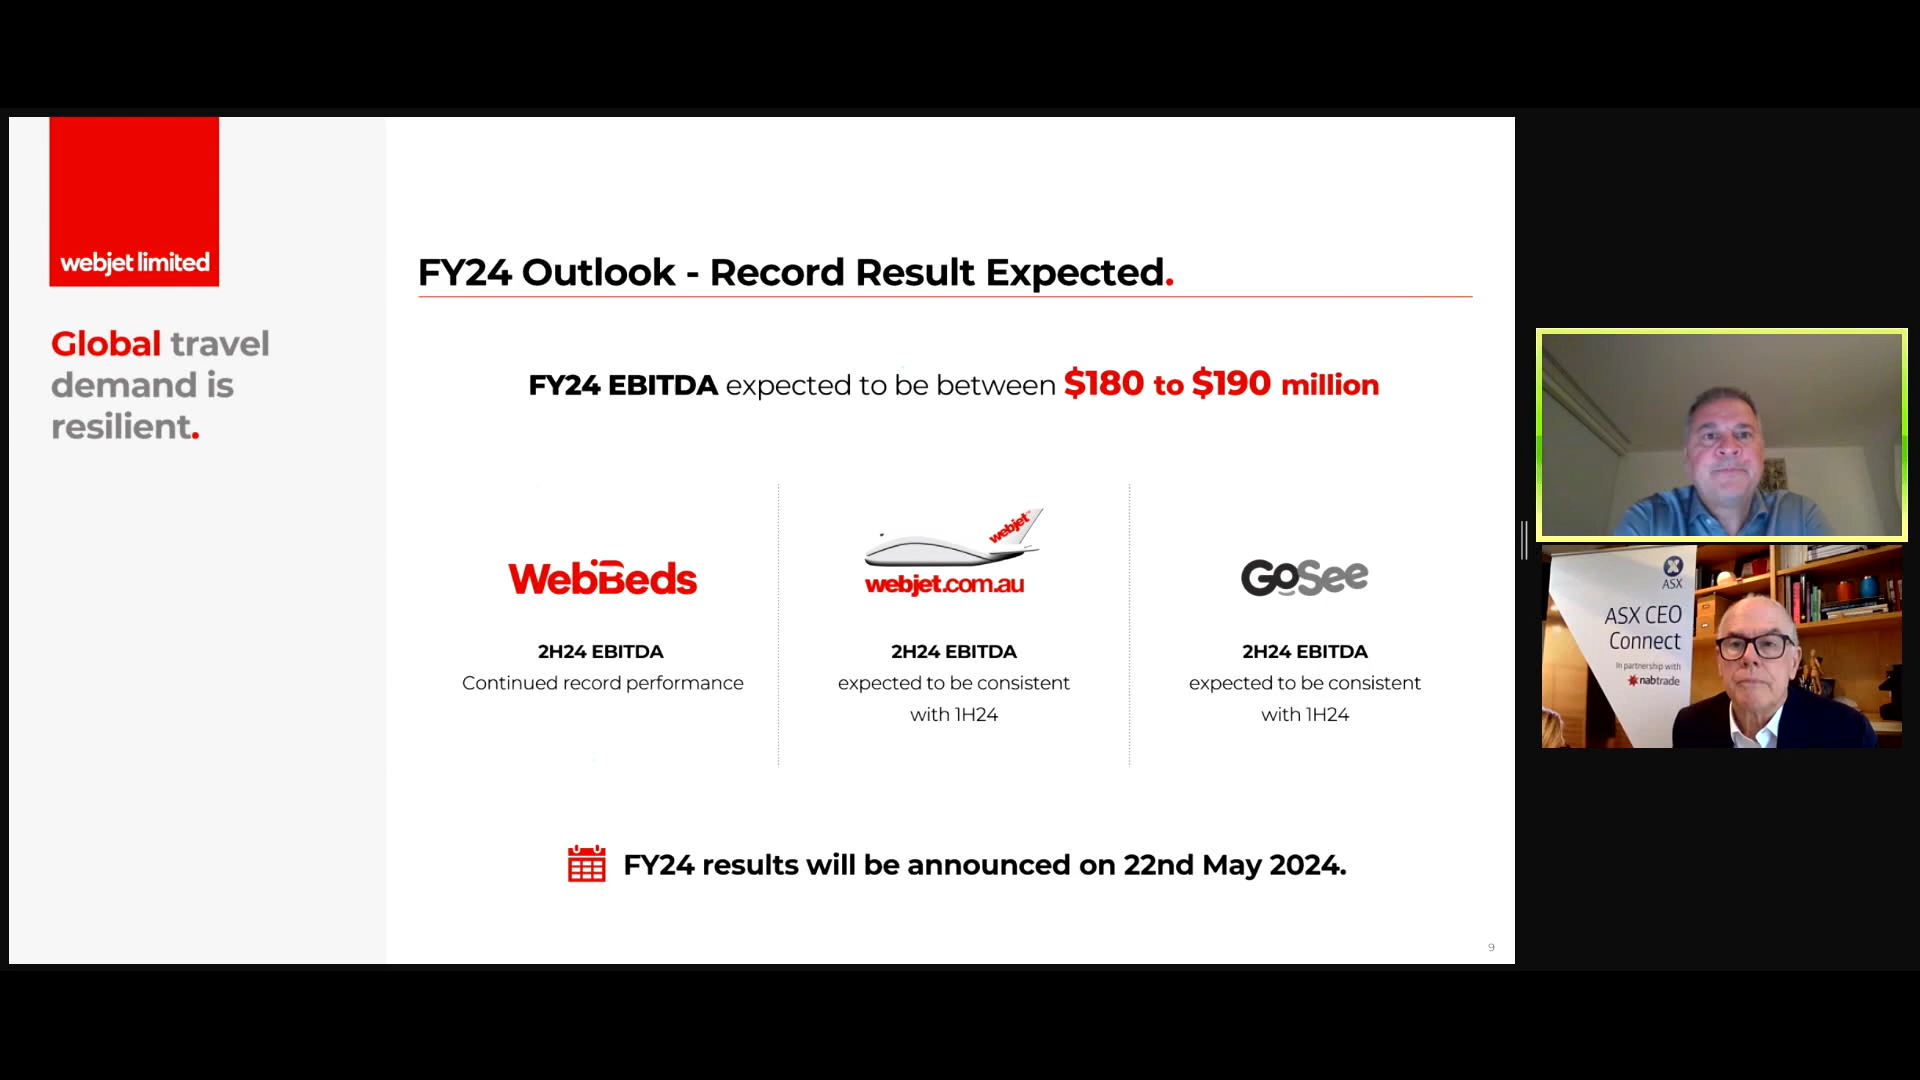 webjet limited
Global travel
demand is
resilient.
FY24 Outlook - Record Result Expected.
FY24 EBITDA expected to be between $180 to $190 million
WebBeds
2H24 EBITDA
Continued record performance
webjet
webjet.com.au
2H24 EBITDA
expected to be consistent
with 1H24
GoSee
2H24 EBITDA
expected to be consistent
with 1H24
FY24 results will be announced on 22nd May 2024.
9
ASX
ASX CEO
Connect
In partnership with
nabtrade